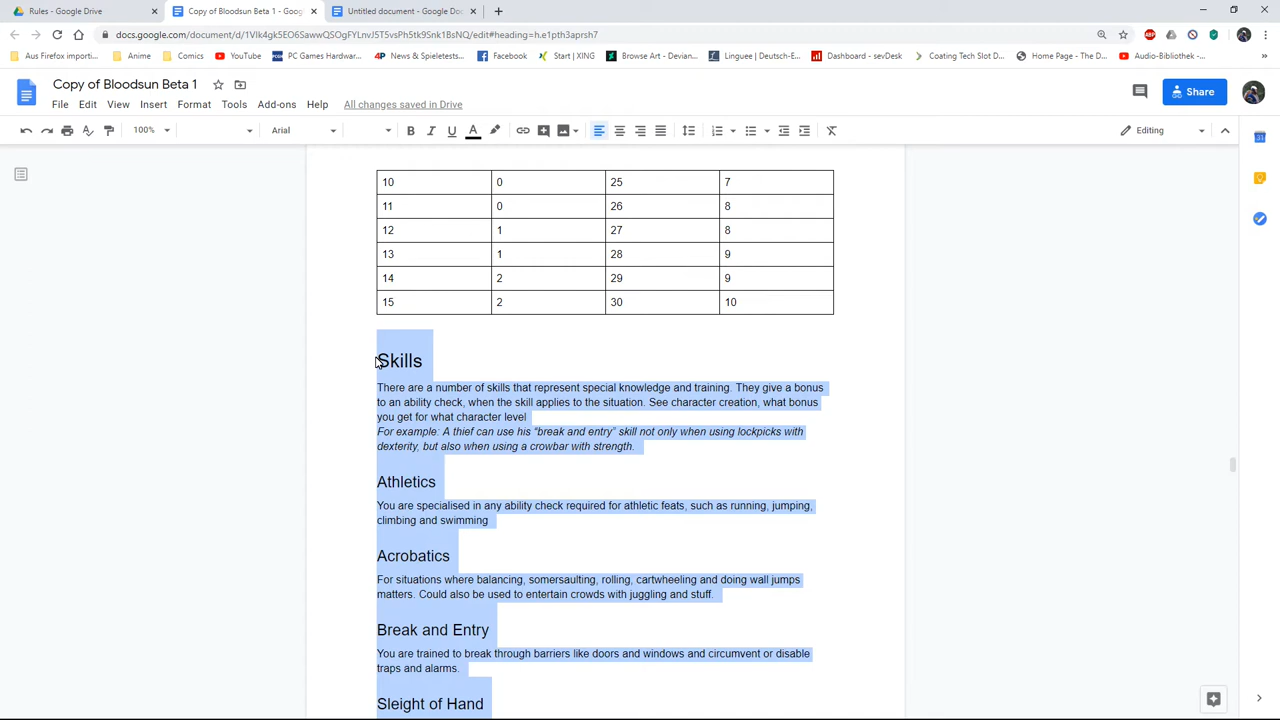 Rules - Google Drive
Copy of Bloodsun Beta 1 - Goog
Untitled document - Google Doc
docs.google.com/document/d/1VIk4gkSEO6SawwQSOgFYLnvJ5T5vsPh5tk9Snk1BsNQ/edit#heading=h.e1pth3aprsh7
Aus Firefox importi...
Anime
Comics
YouTube
PC Games Hardwar...
News & Spieletests...
Facebook
Start | XING
Browse Art - Devian...
Linguee | Deutsch-E...
Dashboard - sevDesk
Coating Tech Slot D...
Home Page - The D...
Audio-Bibliothek -...
Copy of Bloodsun Beta 1
File Edit View Insert Format Tools Add-ons Help All changes saved in Drive
Share
100% Arial
Editing
10 0 25 7
11 0 26 8
12 1 27 8
13 1 28 9
14 2 29 9
15 2 30 10
Skills
There are a number of skills that represent special knowledge and training. They give a bonus
to an ability check, when the skill applies to the situation. See character creation, what bonus
you get for what character level
For example: A thief can use his “break and entry” skill not only when using lockpicks with
dexterity, but also when using a crowbar with strength.
Athletics
You are specialised in any ability check required for athletic feats, such as running, jumping,
climbing and swimming
Acrobatics
For situations where balancing, somersaulting, rolling, cartwheeling and doing wall jumps
matters. Could also be used to entertain crowds with juggling and stuff.
Break and Entry
You are trained to break through barriers like doors and windows and circumvent or disable
traps and alarms.
Sleight of Hand